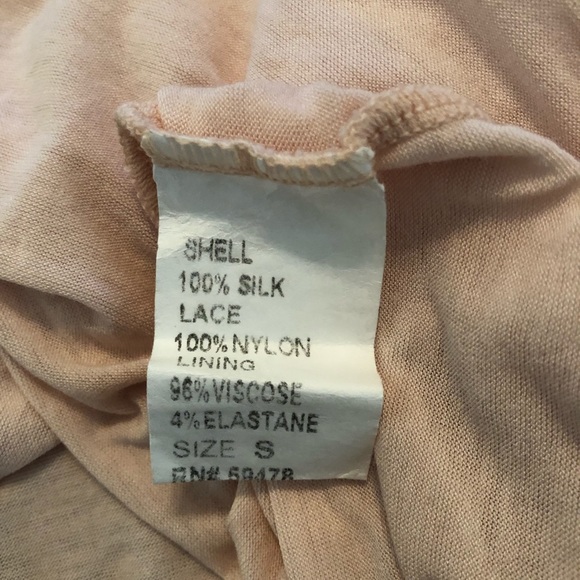 SHELL
100% SILK
LACE
100% NYLON
LINING
96% VISCOSE
4% ELASTANE
SIZE S
RN# 59478